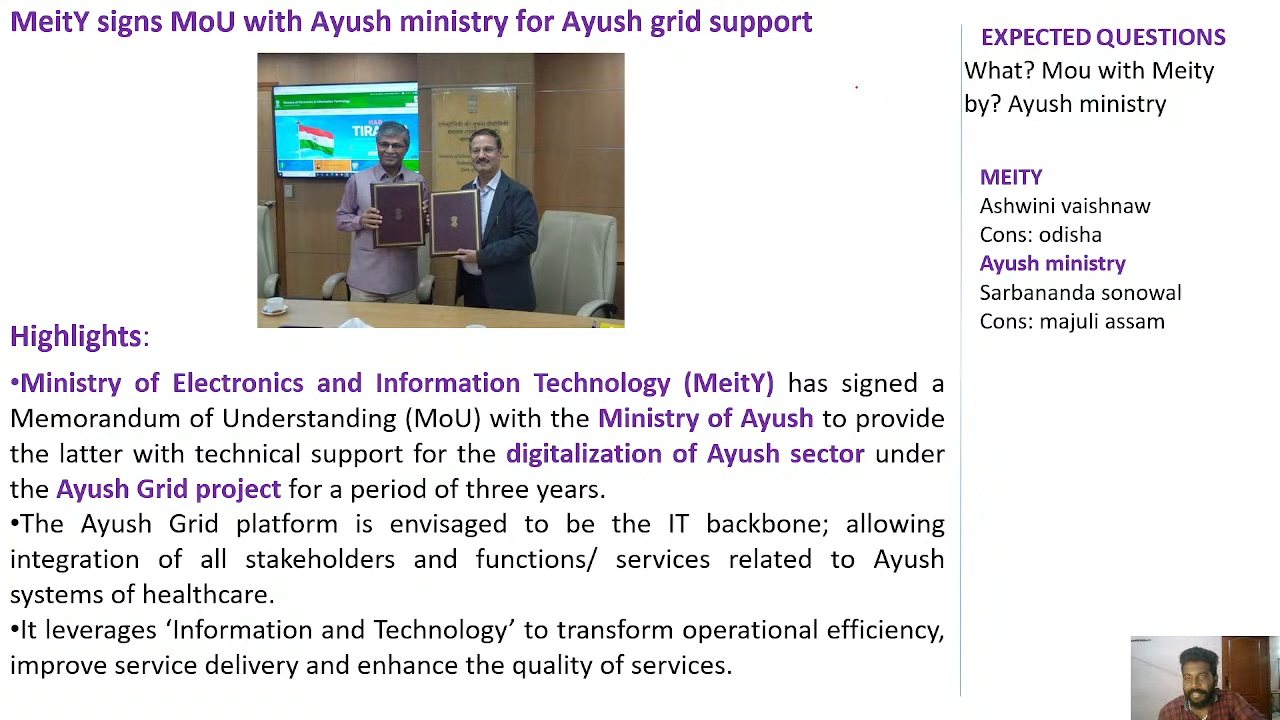 MeitY signs MoU with Ayush ministry for Ayush grid support
TIRA
Highlights:
•Ministry of Electronics and Information Technology (MeitY) has signed a
Memorandum of Understanding (MoU) with the Ministry of Ayush to provide
the latter with technical support for the digitalization of Ayush sector under
the Ayush Grid project for a period of three years.
•The Ayush Grid platform is envisaged to be the IT backbone; allowing
integration of all stakeholders and functions/ services related to Ayush
systems of healthcare.
•It leverages ‘Information and Technology’ to transform operational efficiency,
improve service delivery and enhance the quality of services.
EXPECTED QUESTIONS
What? Mou with Meity
by? Ayush ministry
MEITY
Ashwini vaishnaw
Cons: odisha
Ayush ministry
Sarbananda sonowal
Cons: majuli assam